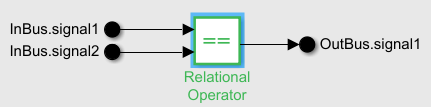 InBus.signal1
InBus.signal2
==
OutBus.signal1
Relational
Operator